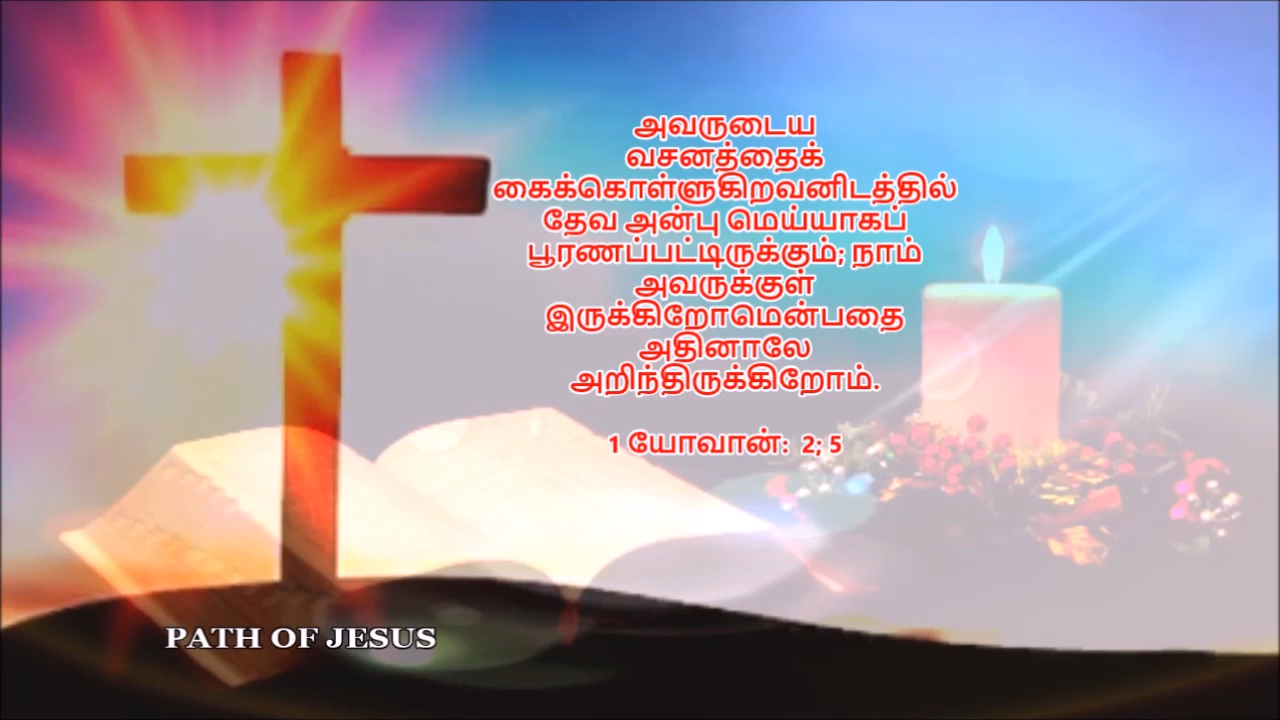 அவருடைய
வசனத்தைக்
கைக்கொள்ளுகிறவனிடத்தில்
தேவ அன்பு மெய்யாகப்
பூரணப்பட்டிருக்கும்; நாம்
அவருக்குள்
இருக்கிறோமென்பதை
அதினாலே
அறிந்திருக்கிறோம்.
1 யோவான்: 2; 5
PATH OF JESUS